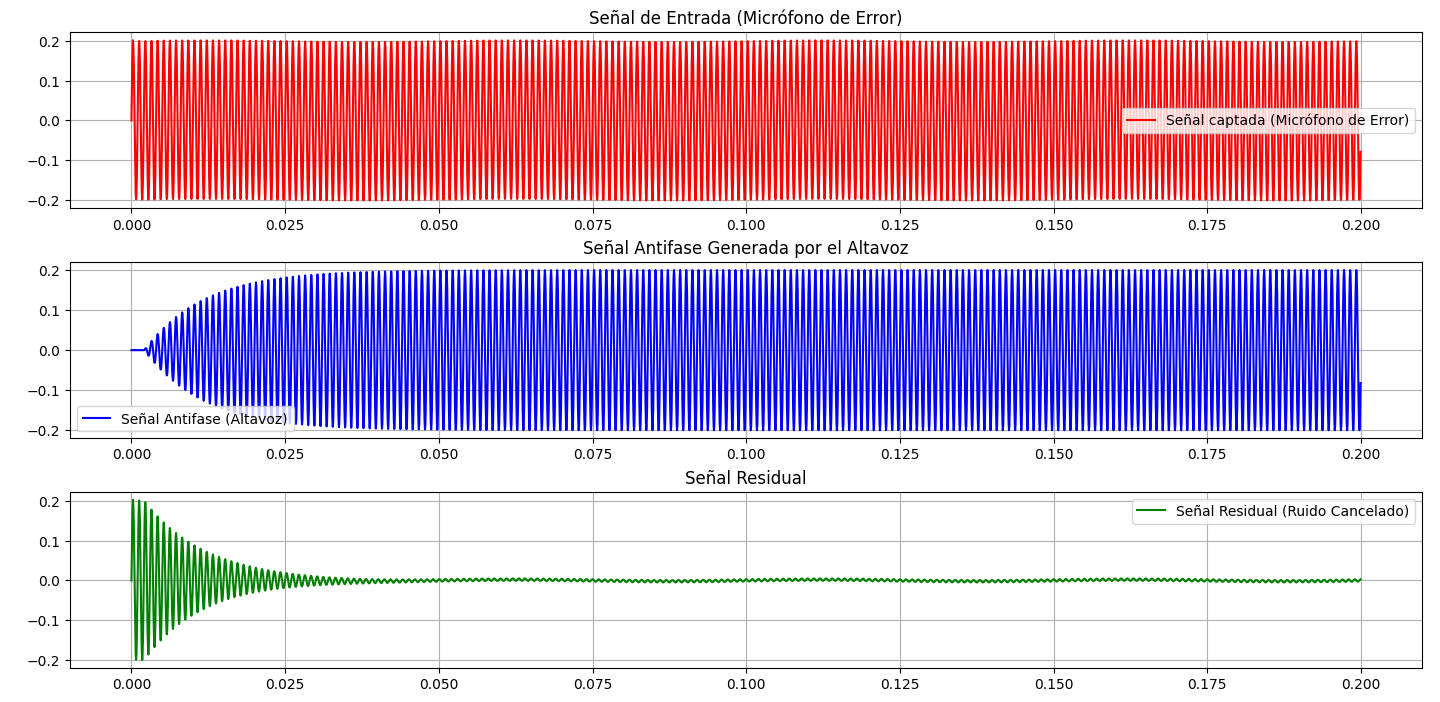 Señal de Entrada (Micrófono de Error)
0.2
0.1
0.0
−0.1
−0.2
Señal captada (Micrófono de Error)
0.000 0.025 0.050 0.075 0.100 0.125 0.150 0.175 0.200
Señal Antifase Generada por el Altavoz
0.2
0.1
0.0
−0.1
−0.2
Señal Antifase (Altavoz)
0.000 0.025 0.050 0.075 0.100 0.125 0.150 0.175 0.200
Señal Residual
0.2
0.1
0.0
−0.1
−0.2
Señal Residual (Ruido Cancelado)
0.000 0.025 0.050 0.075 0.100 0.125 0.150 0.175 0.200